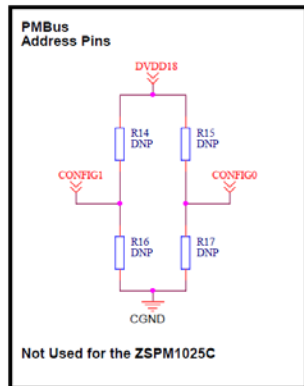 PMBus
Address Pins
DVDD18
R14
DNP
R15
DNP
CONFIG1
CONFIG0
R16
DNP
R17
DNP
CGND
Not Used for the ZSPM1025C